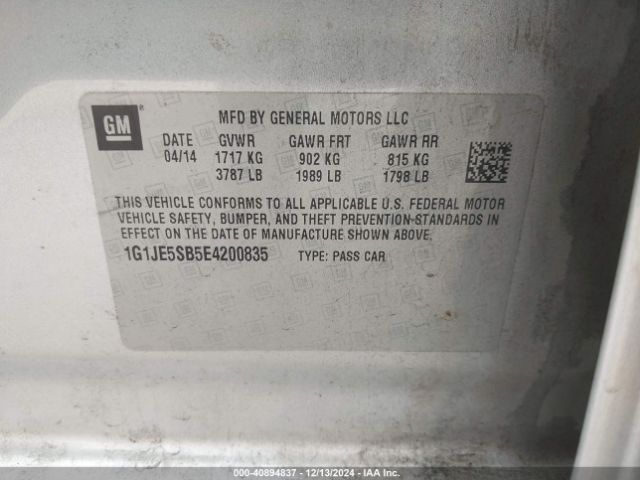 GM
®
MFD BY GENERAL MOTORS LLC
DATE GVWR GAWR FRT GAWR RR
04/14 1717 KG 902 KG 815 KG
3787 LB 1989 LB 1798 LB
THIS VEHICLE CONFORMS TO ALL APPLICABLE U.S. FEDERAL MOTOR
VEHICLE SAFETY, BUMPER, AND THEFT PREVENTION STANDARDS IN
EFFECT ON THE DATE OF MANUFACTURE SHOWN ABOVE.
1G1JE5SB5E4200835 TYPE: PASS CAR
000-40894837 - 12/13/2024 - IAA Inc.